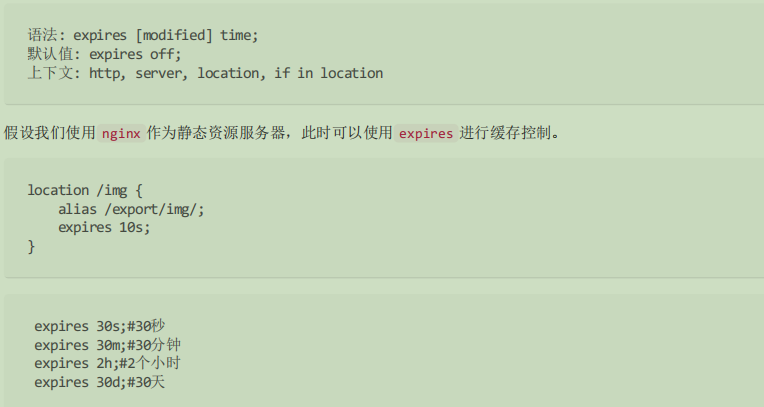 语法: expires [modified] time;
默认值: expires off;
上下文: http, server, location, if in location
假设我们使用 nginx 作为静态资源服务器，此时可以使用 expires 进行缓存控制。
location /img {
    alias /export/img/;
    expires 10s;
}
expires 30s;#30秒
expires 30m;#30分钟
expires 2h;#2个小时
expires 30d;#30天